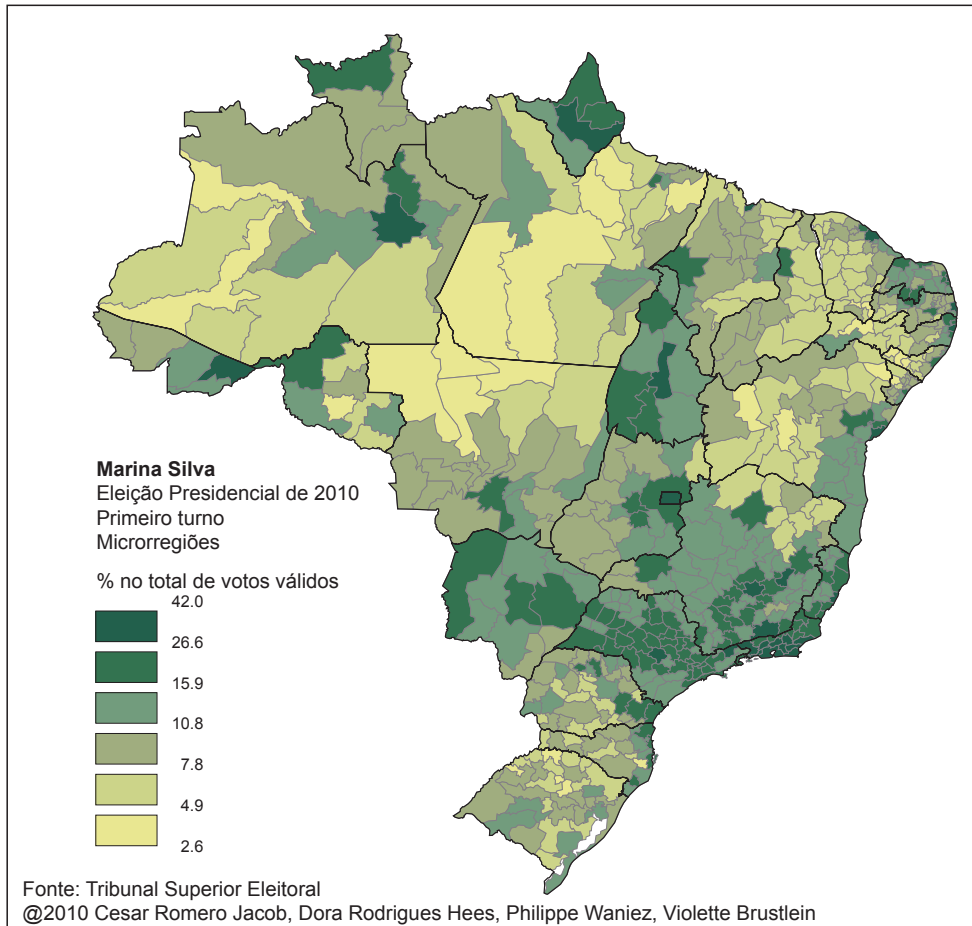 Marina Silva
Eleição Presidencial de 2010
Primeiro turno
Microrregiões
% no total de votos válidos
42.0
26.6
15.9
10.8
7.8
4.9
2.6
Fonte: Tribunal Superior Eleitoral
@2010 Cesar Romero Jacob, Dora Rodrigues Hees, Philippe Waniez, Violette Brustlein